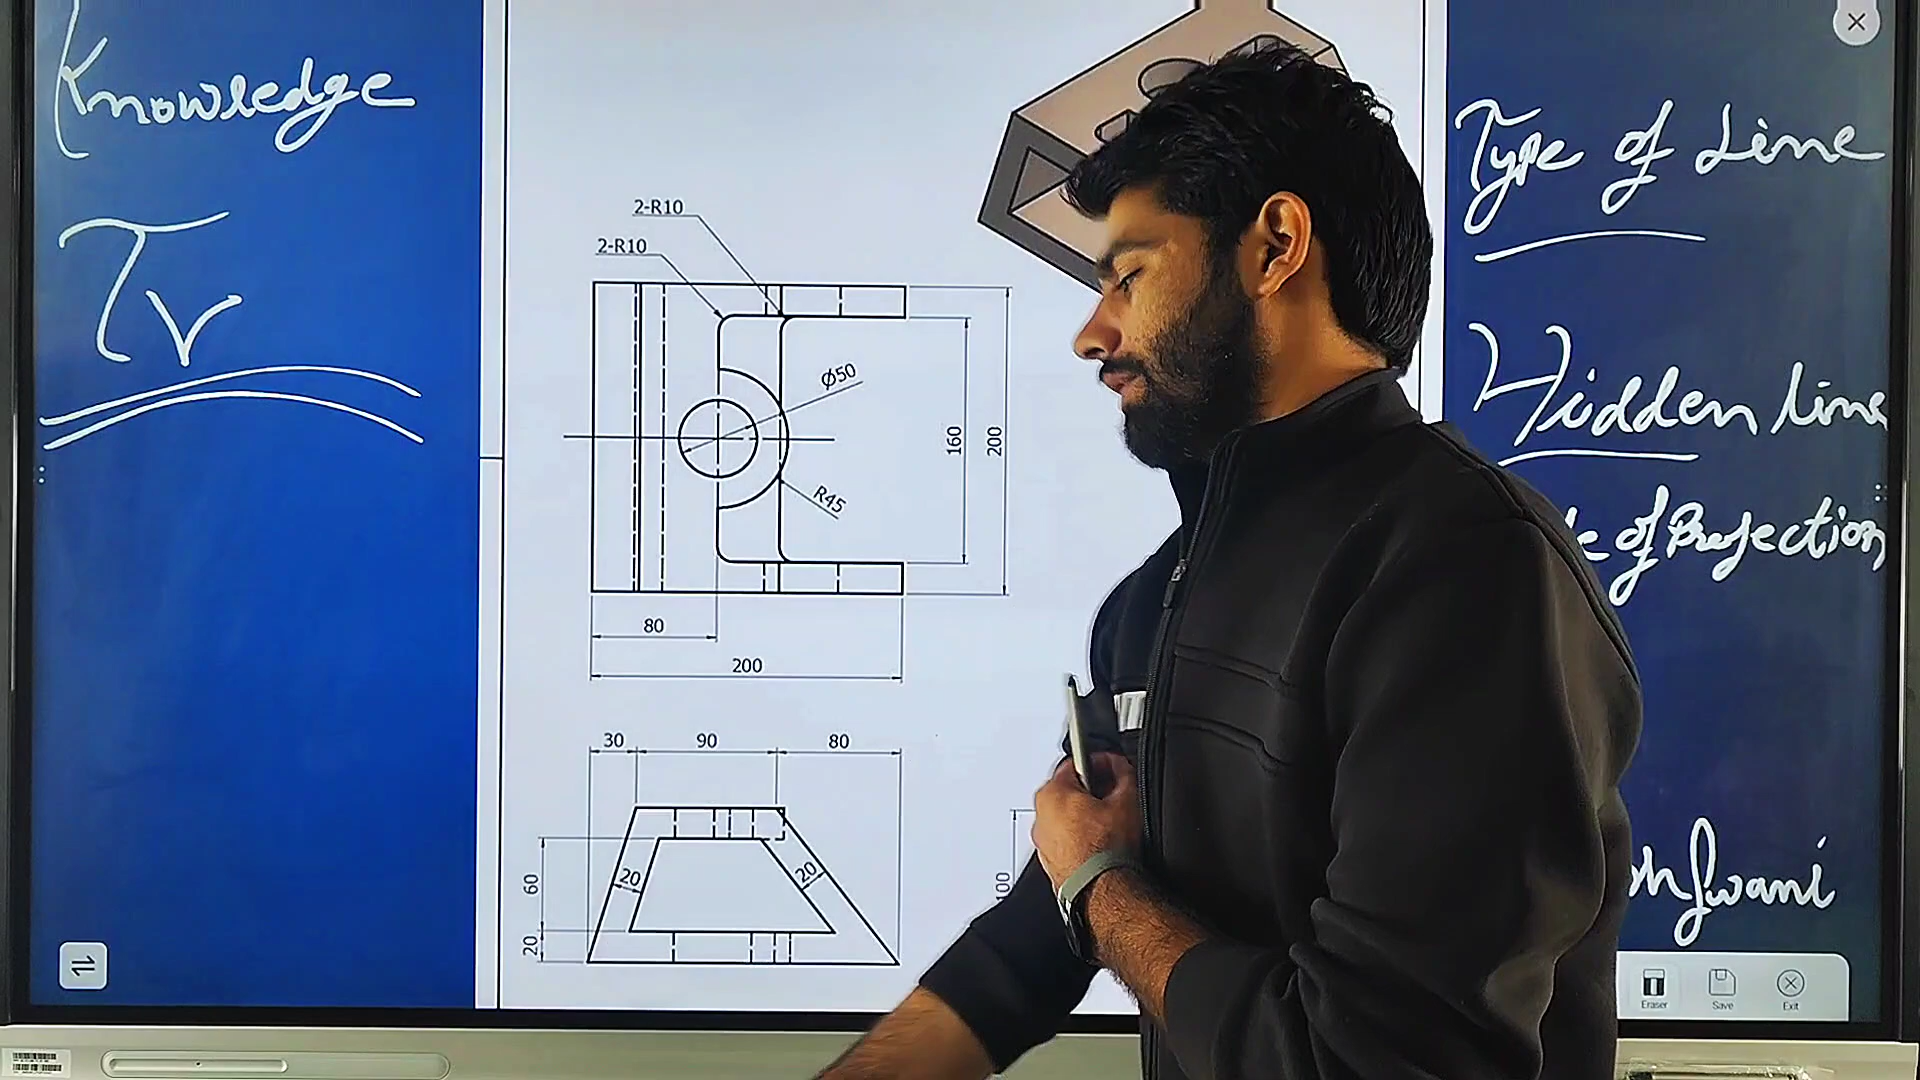 Knowledge
Tv
2-R10
2-R10
Ø50
R45
160
200
80
200
30
90
80
60
20
20
20
Type of Line
Hidden line
of Projection
Jwani
Eraser
Save
Exit